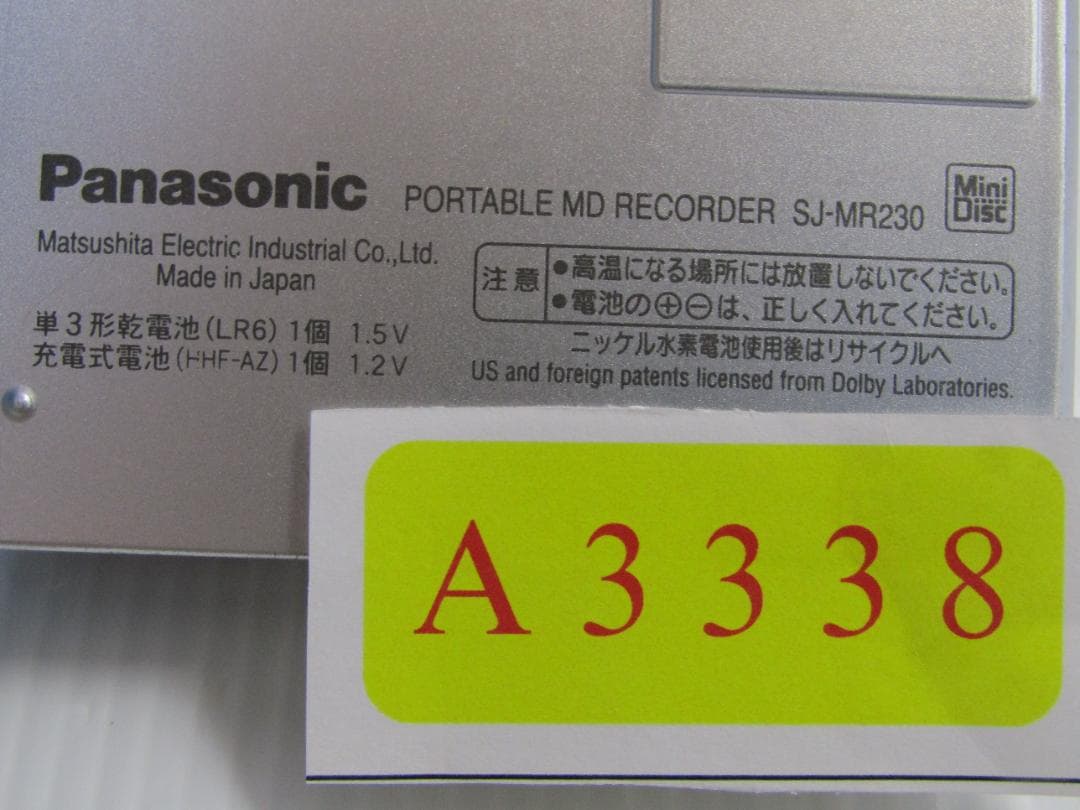 Panasonic PORTABLE MD RECORDER SJ-MR230 Mini Disc
Matsushita Electric Industrial Co.,Ltd.
Made in Japan
単3形乾電池(LR6)1個 1.5V
充電式電池(HHF-AZ)1個 1.2V
注意
●高温になる場所には放置しないでください。
●電池の⊕⊖は、正しく入れてください。
ニッケル水素電池使用後はリサイクルへ
US and foreign patents licensed from Dolby Laboratories.
A3338